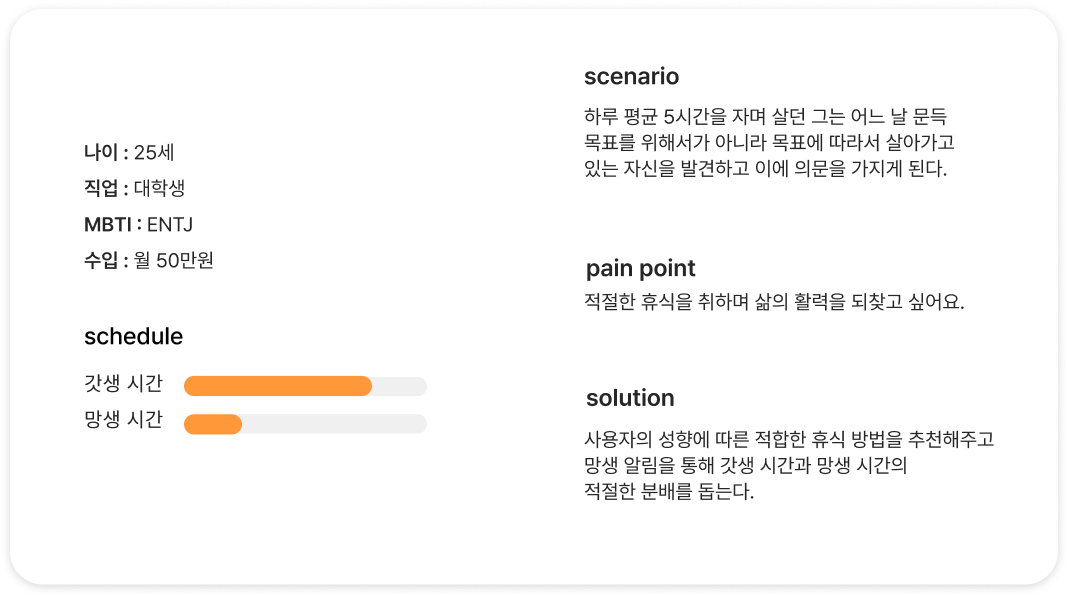 나이 : 25세
직업 : 대학생
MBTI : ENTJ
수입 : 월 50만원
schedule
갓생 시간
망생 시간
scenario
하루 평균 5시간을 자며 살던 그는 어느 날 문득
목표를 위해서가 아니라 목표에 따라서 살아가고
있는 자신을 발견하고 이에 의문을 가지게 된다.
pain point
적절한 휴식을 취하며 삶의 활력을 되찾고 싶어요.
solution
사용자의 성향에 따른 적합한 휴식 방법을 추천해주고
망생 알림을 통해 갓생 시간과 망생 시간의
적절한 분배를 돕는다.